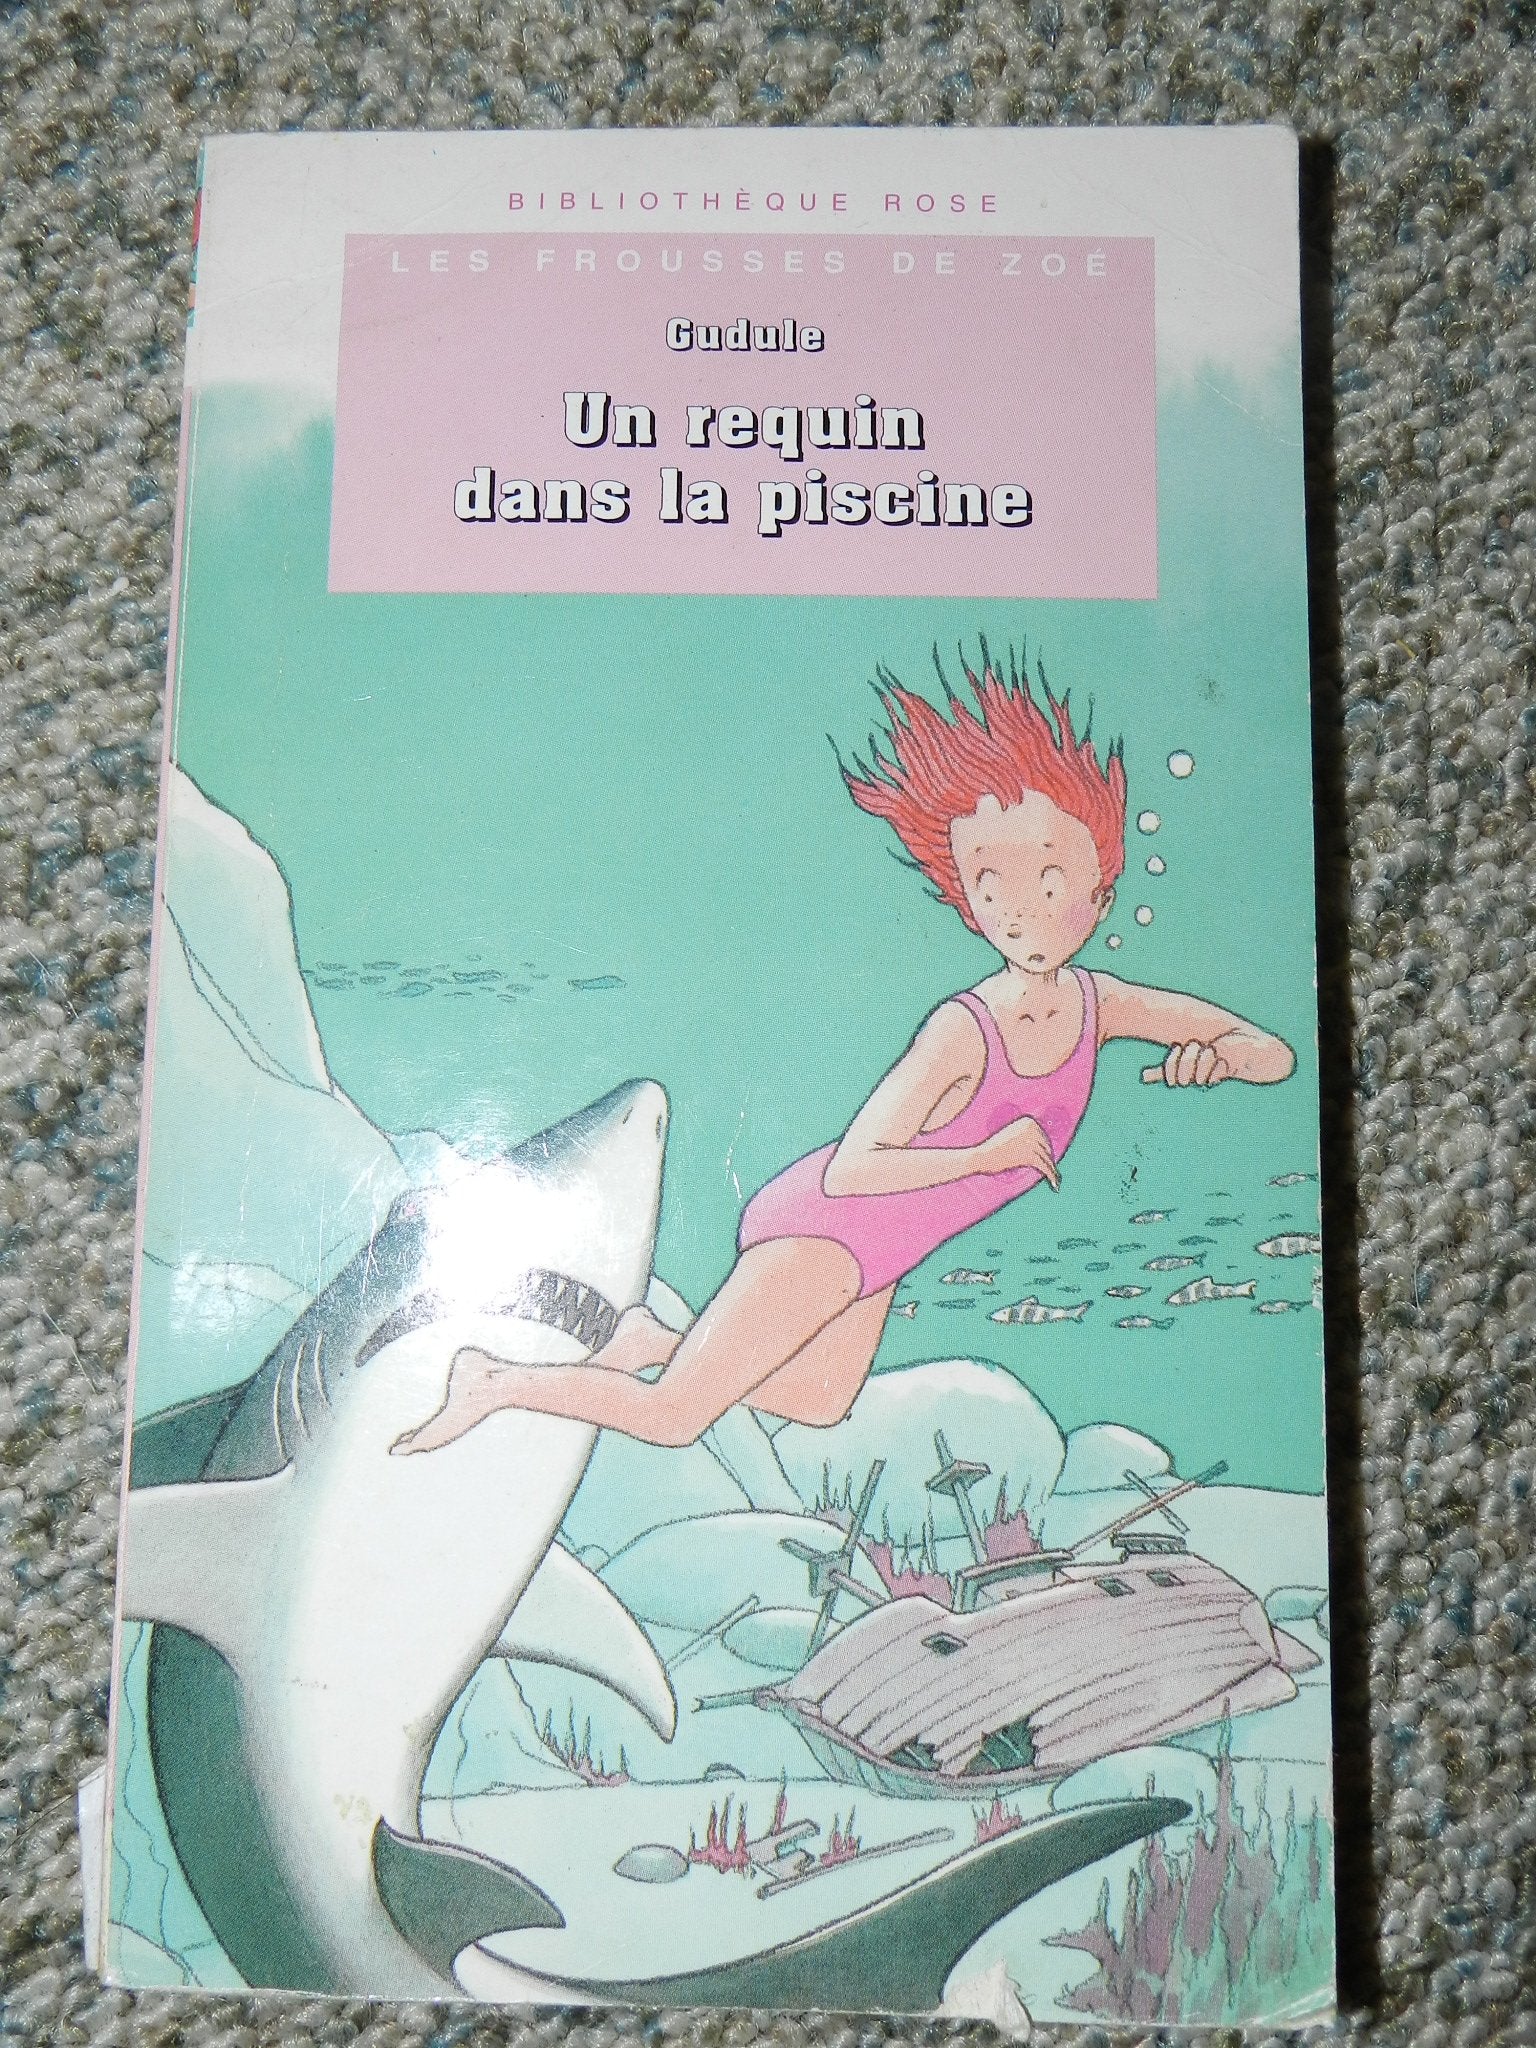 BIBLIOTHÈQUE ROSE
LES FROUSSES DE ZOÉ
Gudule
Un requin
dans la piscine